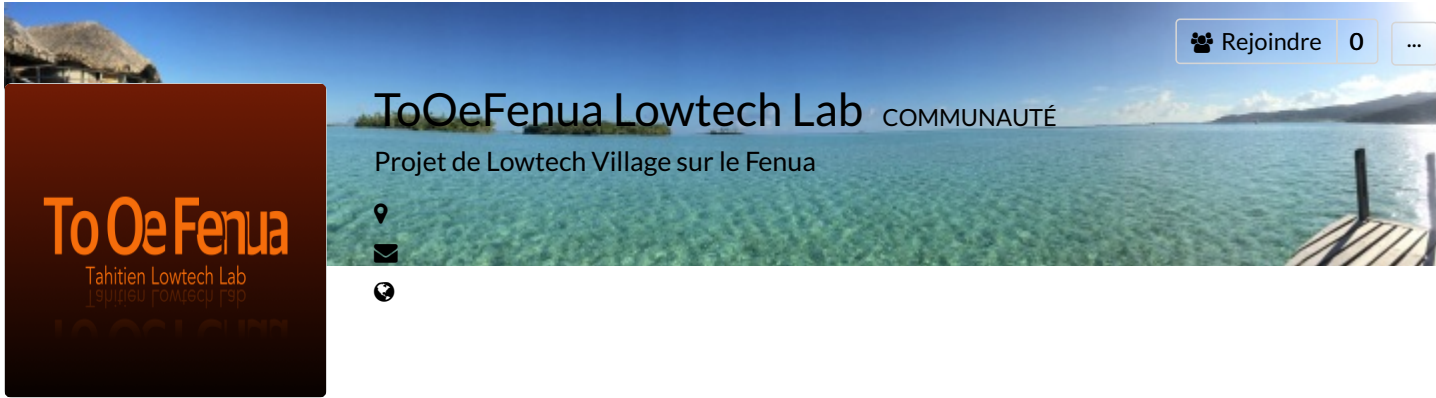 Rejoindre 0 ...
ToOeFenua Lowtech Lab COMMUNAUTÉ
Projet de Lowtech Village sur le Fenua
To Oe Fenua
Tahitien Lowtech Lab